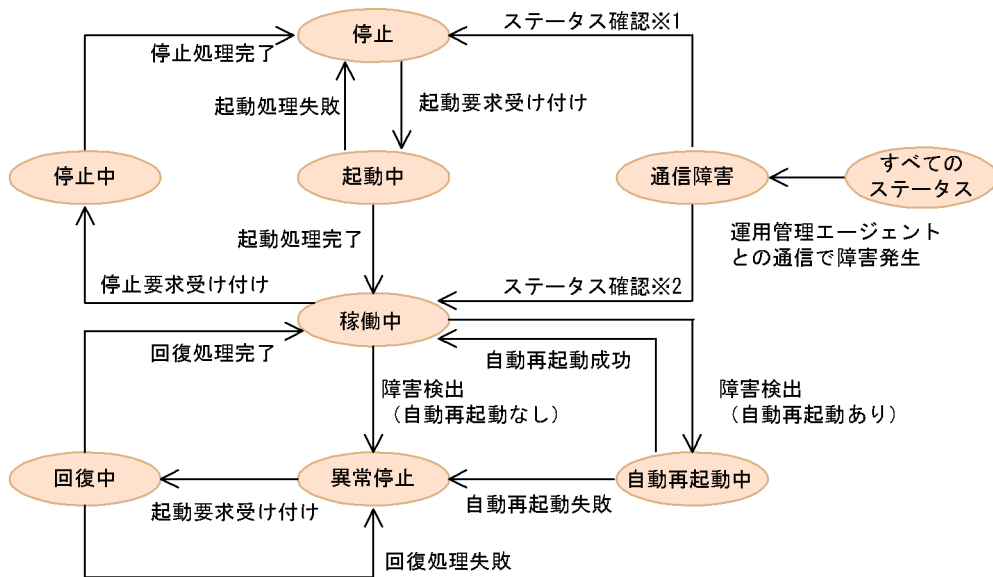 停止
ステータス確認※1
停止処理完了
起動処理失敗
起動要求受け付け
停止中
起動中
通信障害
すべての
ステータス
運用管理エージェント
との通信で障害発生
起動処理完了
停止要求受け付け
ステータス確認※2
稼働中
回復処理完了
自動再起動成功
障害検出
（自動再起動なし）
障害検出
（自動再起動あり）
回復中
異常停止
自動再起動中
起動要求受け付け
自動再起動失敗
回復処理失敗